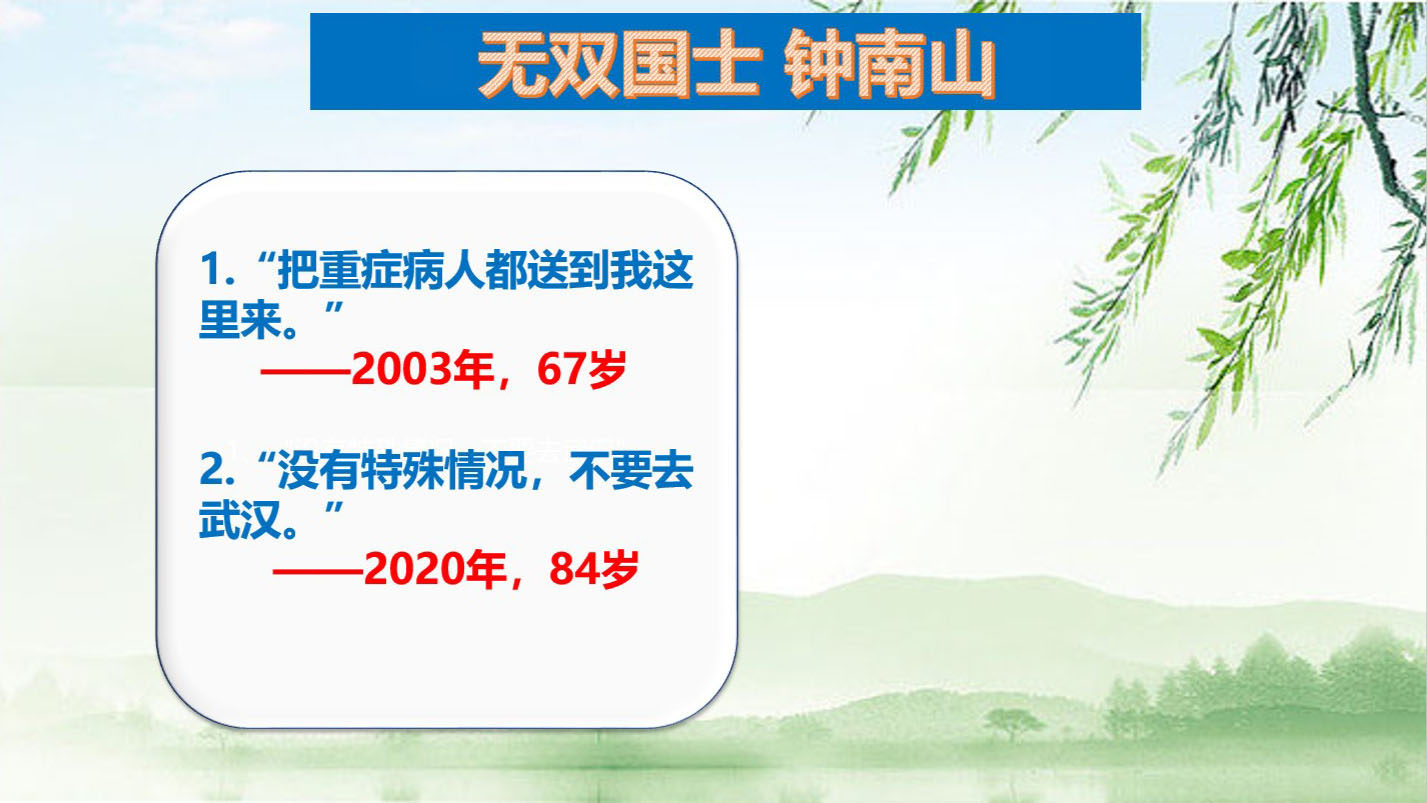 无双国士 钟南山
1.“把重症病人都送到我这
里来。”
——2003年，67岁
2.“没有特殊情况，不要去
武汉。”
——2020年，84岁